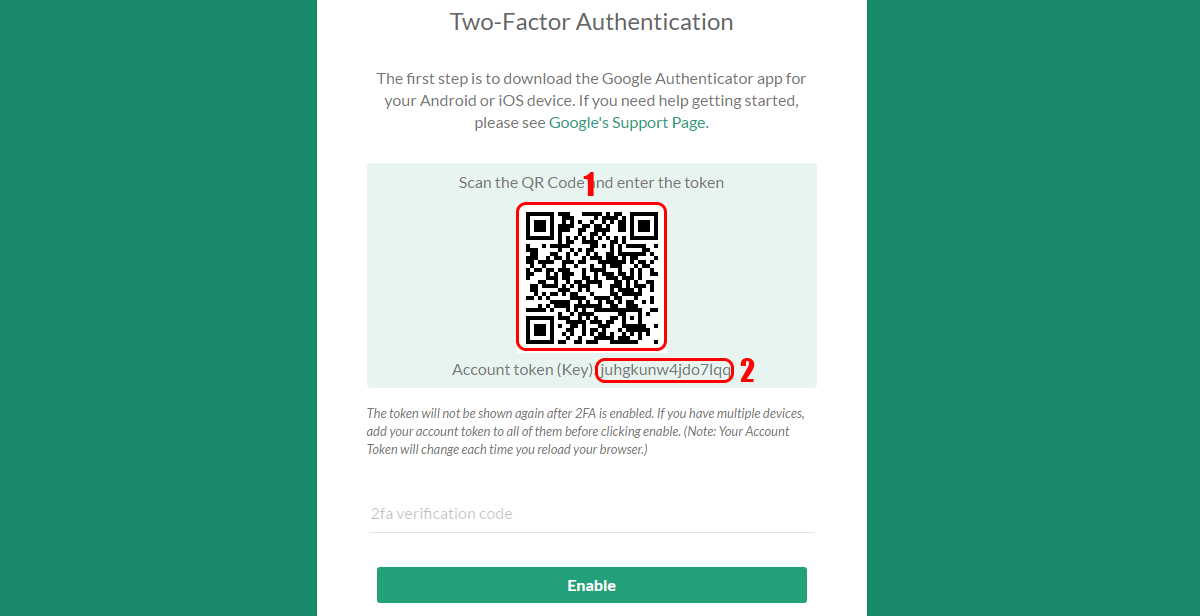 Two-Factor Authentication
The first step is to download the Google Authenticator app for
your Android or iOS device. If you need help getting started,
please see Google's Support Page.
1
Scan the QR Code and enter the token
Account token (Key): juhgkunw4jdo7lqq 2
The token will not be shown again after 2FA is enabled. If you have multiple devices,
add your account token to all of them before clicking enable. (Note: Your Account
Token will change each time you reload your browser.)
2fa verification code
Enable